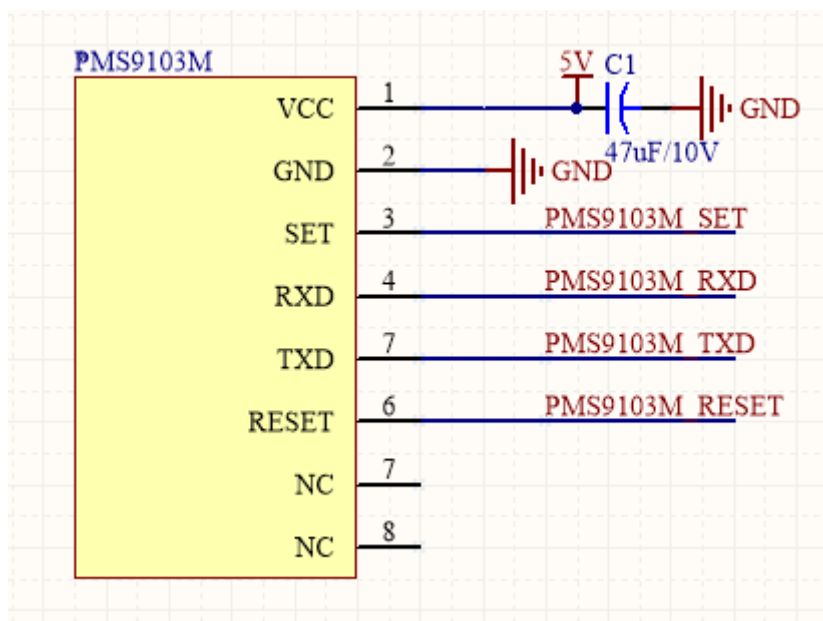 PMS9103M
5V C1
VCC 1 GND
47uF/10V
GND 2 GND
SET 3 PMS9103M_SET
RXD 4 PMS9103M_RXD
TXD 7 PMS9103M_TXD
RESET 6 PMS9103M_RESET
NC 7
NC 8